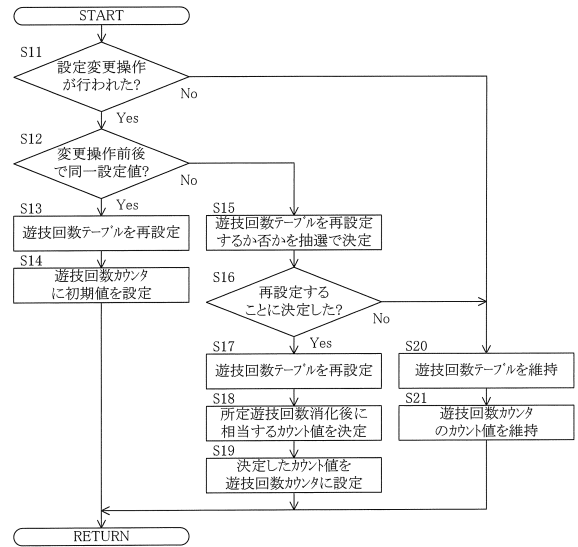 START
S11
設定変更操作
が行われた?
No
Yes
S12
変更操作前後
で同一設定値?
No
Yes
S13
遊技回数テーブルを再設定
S14
遊技回数カウンタ
に初期値を設定
S15
遊技回数テーブルを再設定
するか否かを抽選で決定
S16
再設定する
ことに決定した?
No
Yes
S17
遊技回数テーブルを再設定
S18
所定遊技回数消化後に
相当するカウント値を決定
S19
決定したカウント値を
遊技回数カウンタに設定
S20
遊技回数テーブルを維持
S21
遊技回数カウンタ
のカウント値を維持
RETURN